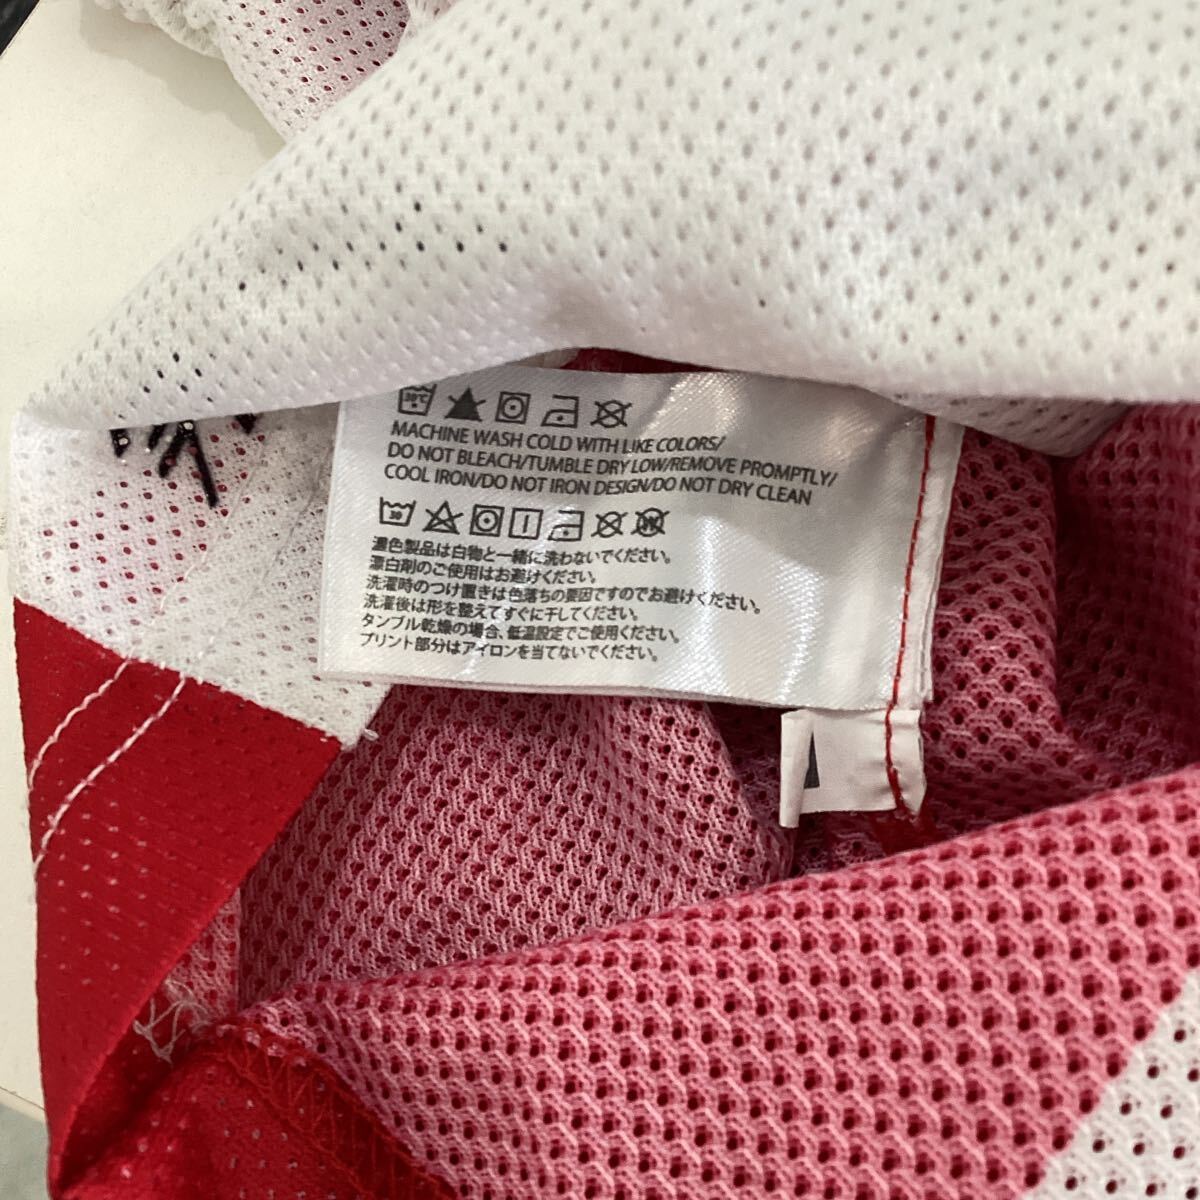 30℃
MACHINE WASH COLD WITH LIKE COLORS/
DO NOT BLEACH/TUMBLE DRY LOW/REMOVE PROMPTLY/
COOL IRON/DO NOT IRON DESIGN/DO NOT DRY CLEAN
30
濃色製品は白物と一緒に洗わないでください。
漂白剤のご使用はお避けください。
洗濯時のつけ置きは色落ちの要因ですのでお避けください。
洗濯後は形を整えてすぐに干してください。
タンブル乾燥の場合、低温設定でご使用ください。
プリント部分はアイロンを当てないでください。